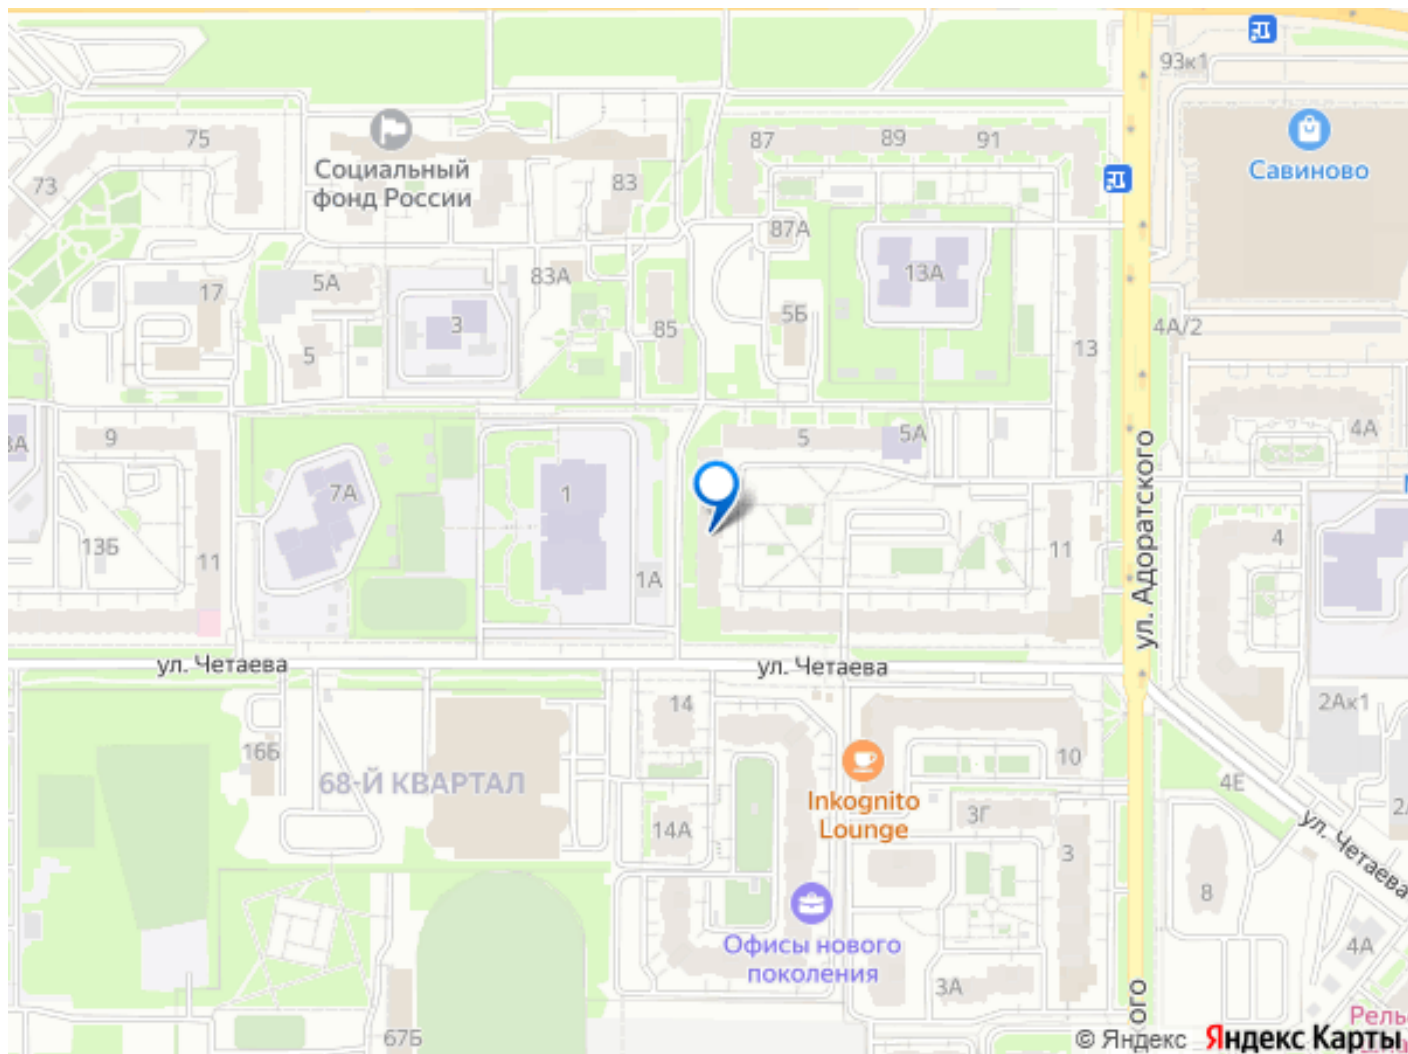 93к1
75
Социальный
фонд России
87
89
91
Савиново
73
83
87А
13А
17
5А
83А
3
85
5Б
4А/2
5
13
9
5
5А
4А
7А
1
13Б
11
1А
11
4
ул. Адоратского
ул. Четаева
ул. Четаева
14
2Ак1
16Б
68-Й КВАРТАЛ
10
4Е
Inkognito
Lounge
14А
3Г
3
ул. Четаева
8
Офисы нового
поколения
4А
3А
67Б
© Яндекс Яндекс Карты